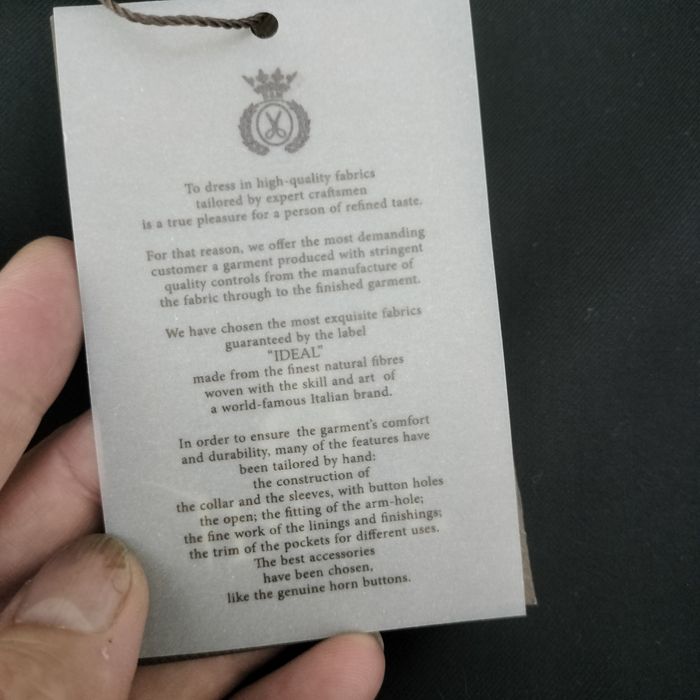 To dress in high-quality fabrics
tailored by expert craftsmen
is a true pleasure for a person of refined taste.
For that reason, we offer the most demanding
customer a garment produced with stringent
quality controls from the manufacture of
the fabric through to the finished garment.
We have chosen the most exquisite fabrics
guaranteed by the label
“IDEAL”
made from the finest natural fibres
woven with the skill and art of
a world-famous Italian brand.
In order to ensure the garment's comfort
and durability, many of the features have
been tailored by hand:
the construction of
the collar and the sleeves, with button holes
the open; the fitting of the arm-hole;
the fine work of the linings and finishings;
the trim of the pockets for different uses.
The best accessories
have been chosen,
like the genuine horn buttons.